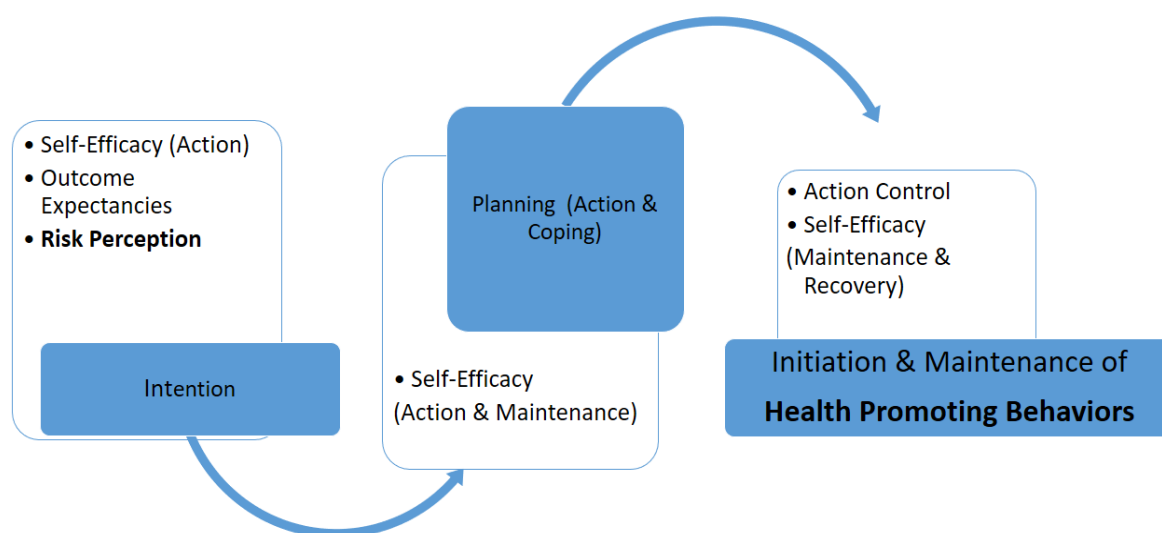 • Self-Efficacy (Action)
• Outcome
Expectancies
• Risk Perception
Intention
Planning (Action &
Coping)
• Self-Efficacy
(Action & Maintenance)
• Action Control
• Self-Efficacy
(Maintenance &
Recovery)
Initiation & Maintenance of
Health Promoting Behaviors